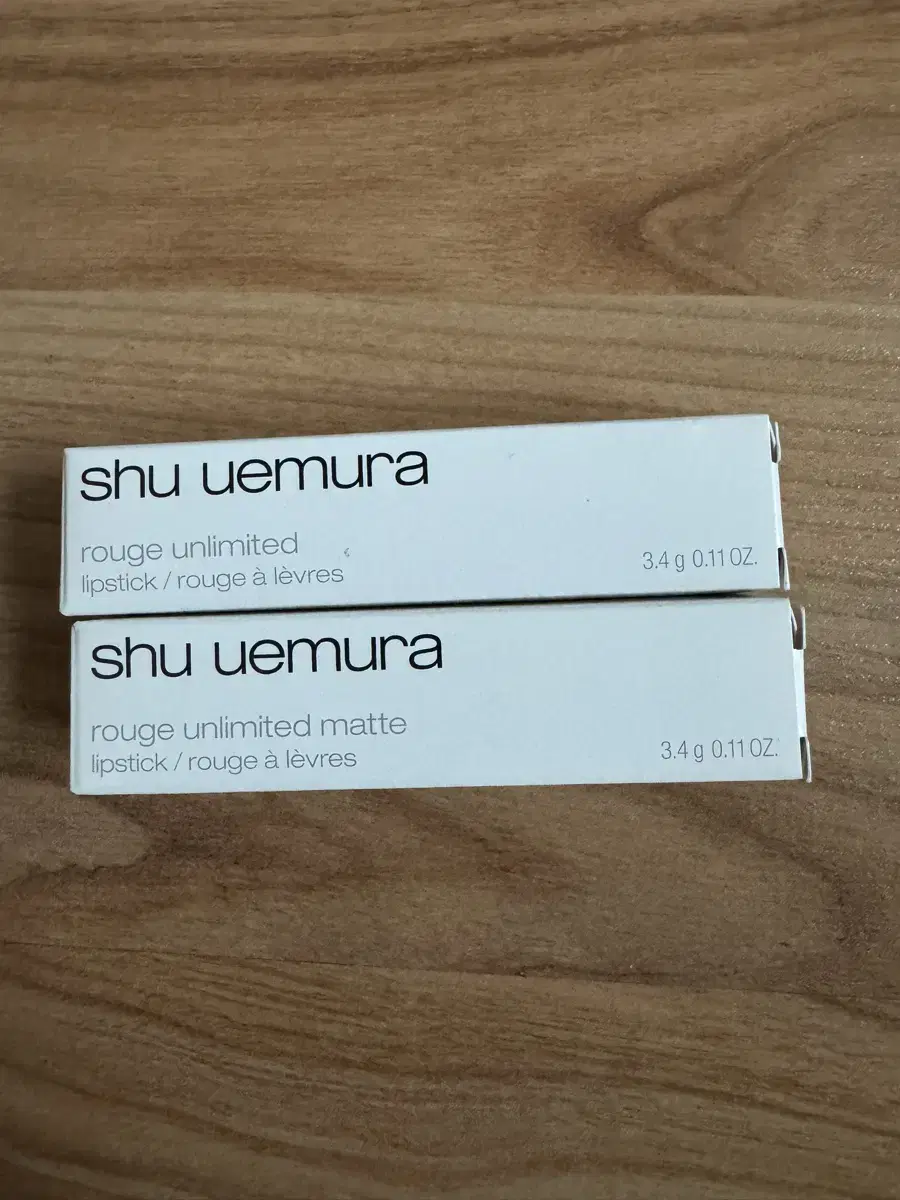 shu uemura
rouge unlimited
lipstick / rouge à lèvres
3.4 g 0.11 OZ.
shu uemura
rouge unlimited matte
lipstick / rouge à lèvres
3.4 g 0.11 OZ.